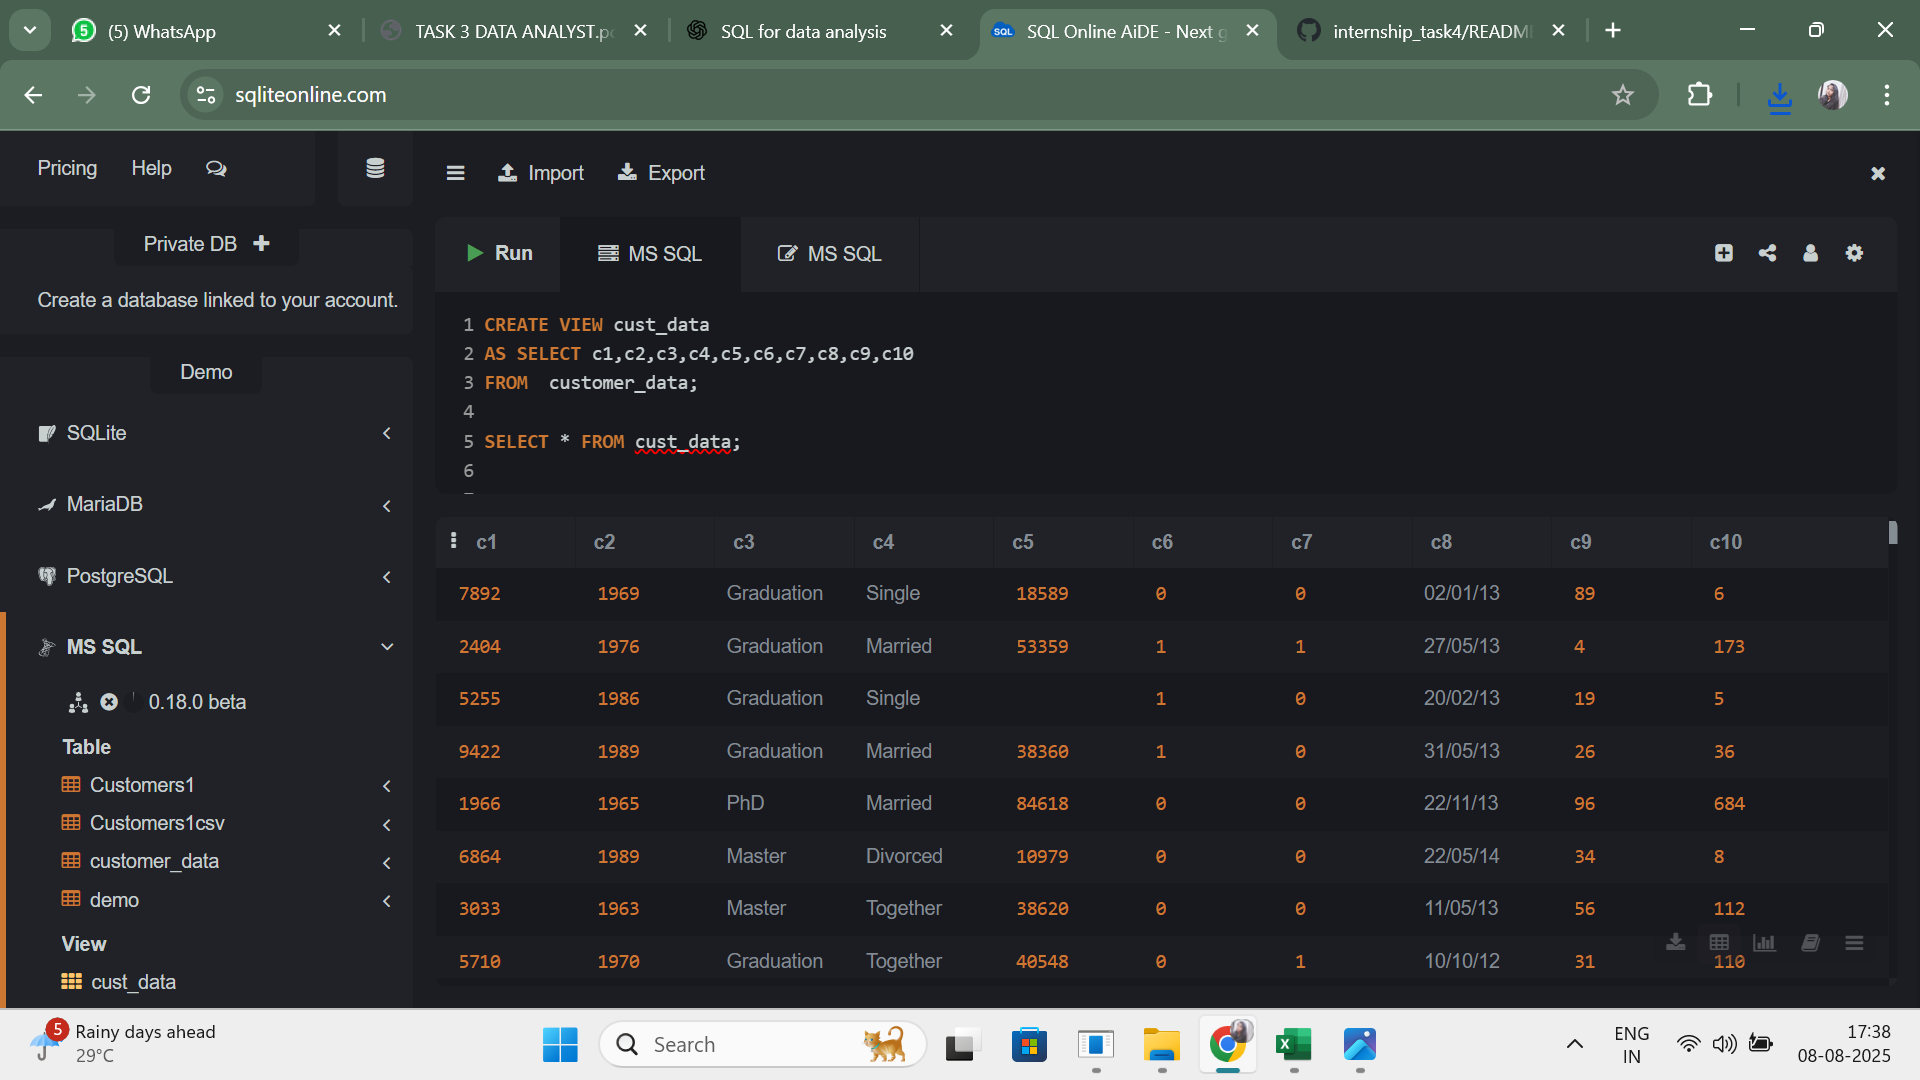 5 (5) WhatsApp
TASK 3 DATA ANALYST.p
SQL for data analysis
SQL SQL Online AiDE - Next g
internship_task4/READM
sqliteonline.com
Pricing
Help
Import
Export
Private DB
Create a database linked to your account.
Demo
SQLite
MariaDB
PostgreSQL
MS SQL
0.18.0 beta
Table
Customers1
Customers1csv
customer_data
demo
View
cust_data
Run
MS SQL
MS SQL
1 CREATE VIEW cust_data
2 AS SELECT c1,c2,c3,c4,c5,c6,c7,c8,c9,c10
3 FROM  customer_data;
4
5 SELECT * FROM cust_data;
6
c1 c2 c3 c4 c5 c6 c7 c8 c9 c10
7892 1969 Graduation Single 18589 0 0 02/01/13 89 6
2404 1976 Graduation Married 53359 1 1 27/05/13 4 173
5255 1986 Graduation Single 1 0 20/02/13 19 5
9422 1989 Graduation Married 38360 1 0 31/05/13 26 36
1966 1965 PhD Married 84618 0 0 22/11/13 96 684
6864 1989 Master Divorced 10979 0 0 22/05/14 34 8
3033 1963 Master Together 38620 0 0 11/05/13 56 112
5710 1970 Graduation Together 40548 0 1 10/10/12 31 110
5 Rainy days ahead
29°C
Search
ENG
IN
17:38
08-08-2025